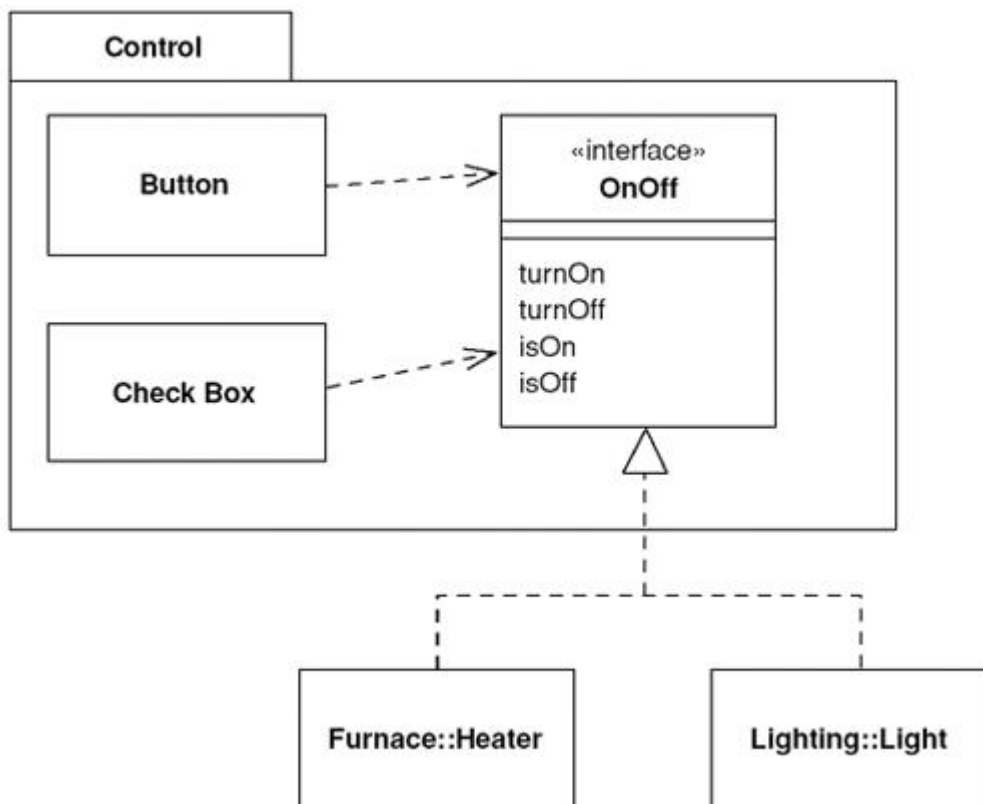 Control
Button
«interface»
OnOff
turnOn
turnOff
isOn
isOff
Check Box
Furnace::Heater
Lighting::Light